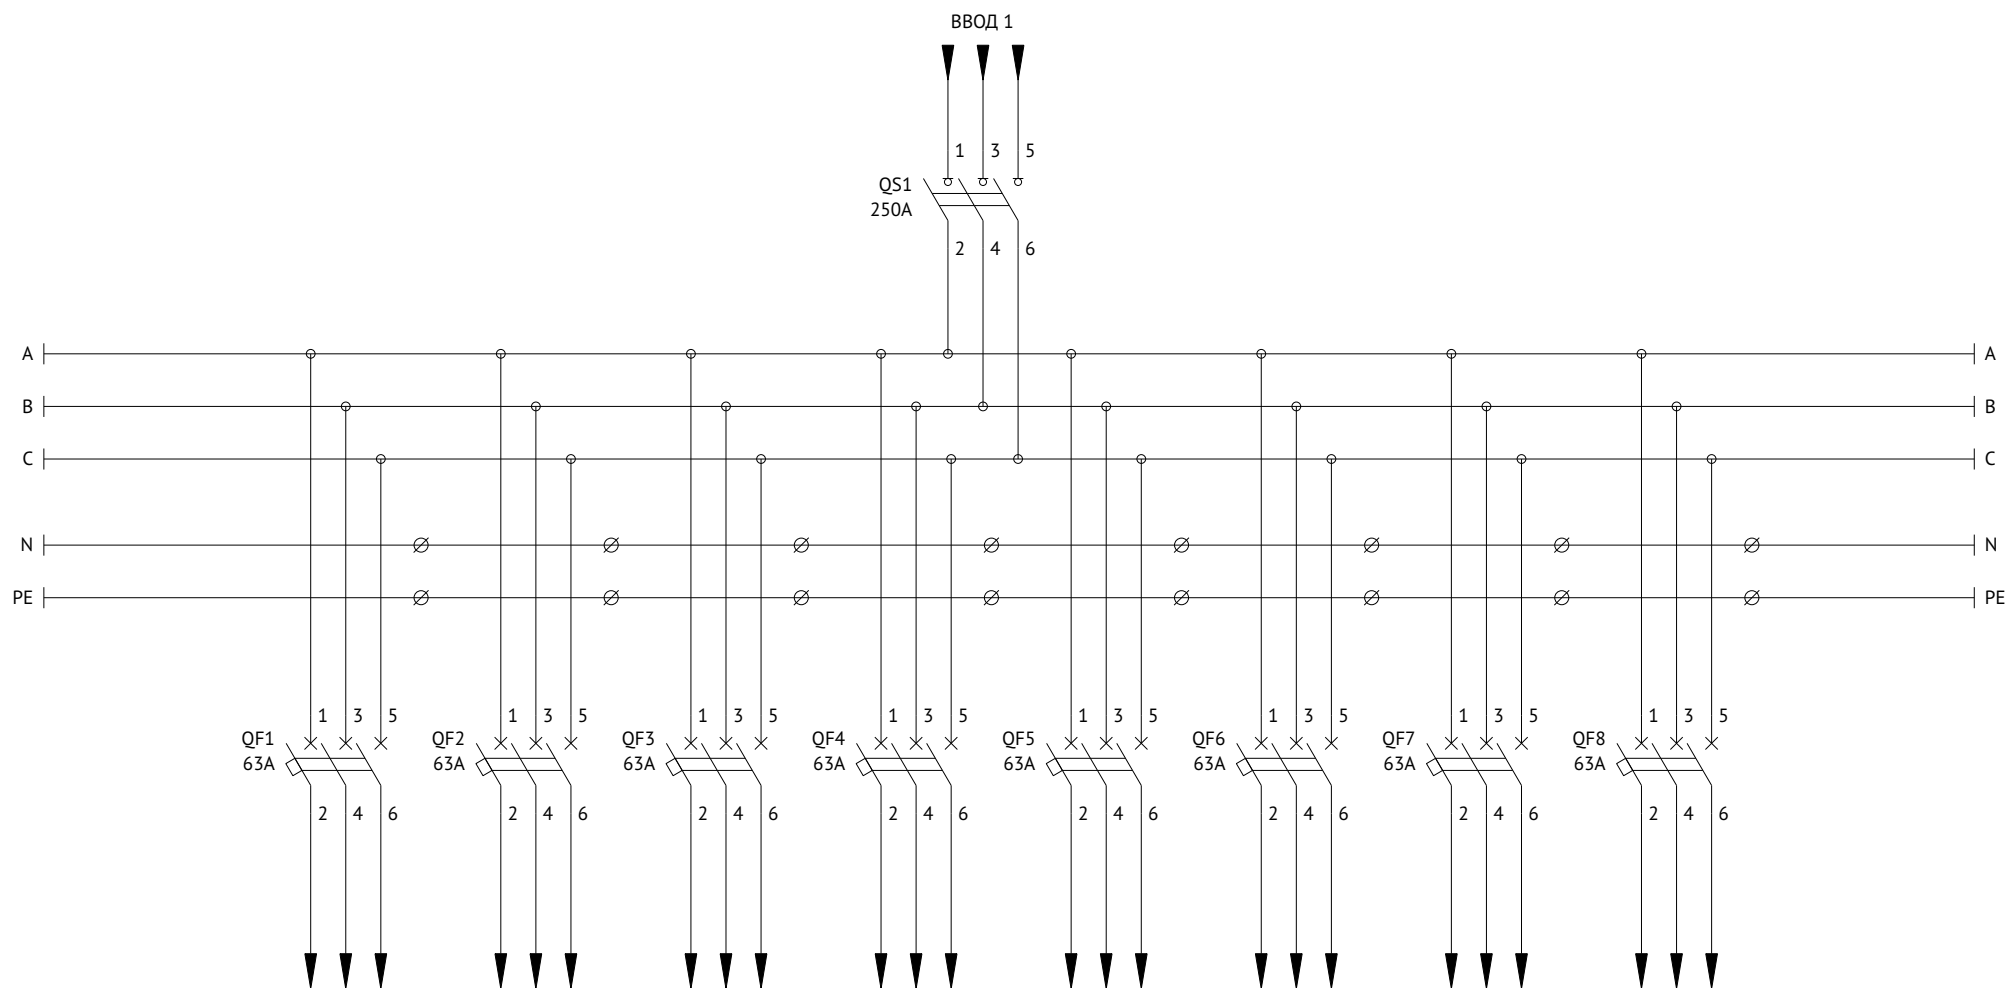 ВВОД 1
1 3 5
QS1
250A
2 4 6
A A
B B
C C
N N
PE PE
1 3 5 1 3 5 1 3 5 1 3 5 1 3 5 1 3 5 1 3 5 1 3 5
QF1 QF2 QF3 QF4 QF5 QF6 QF7 QF8
63A 63A 63A 63A 63A 63A 63A 63A
2 4 6 2 4 6 2 4 6 2 4 6 2 4 6 2 4 6 2 4 6 2 4 6